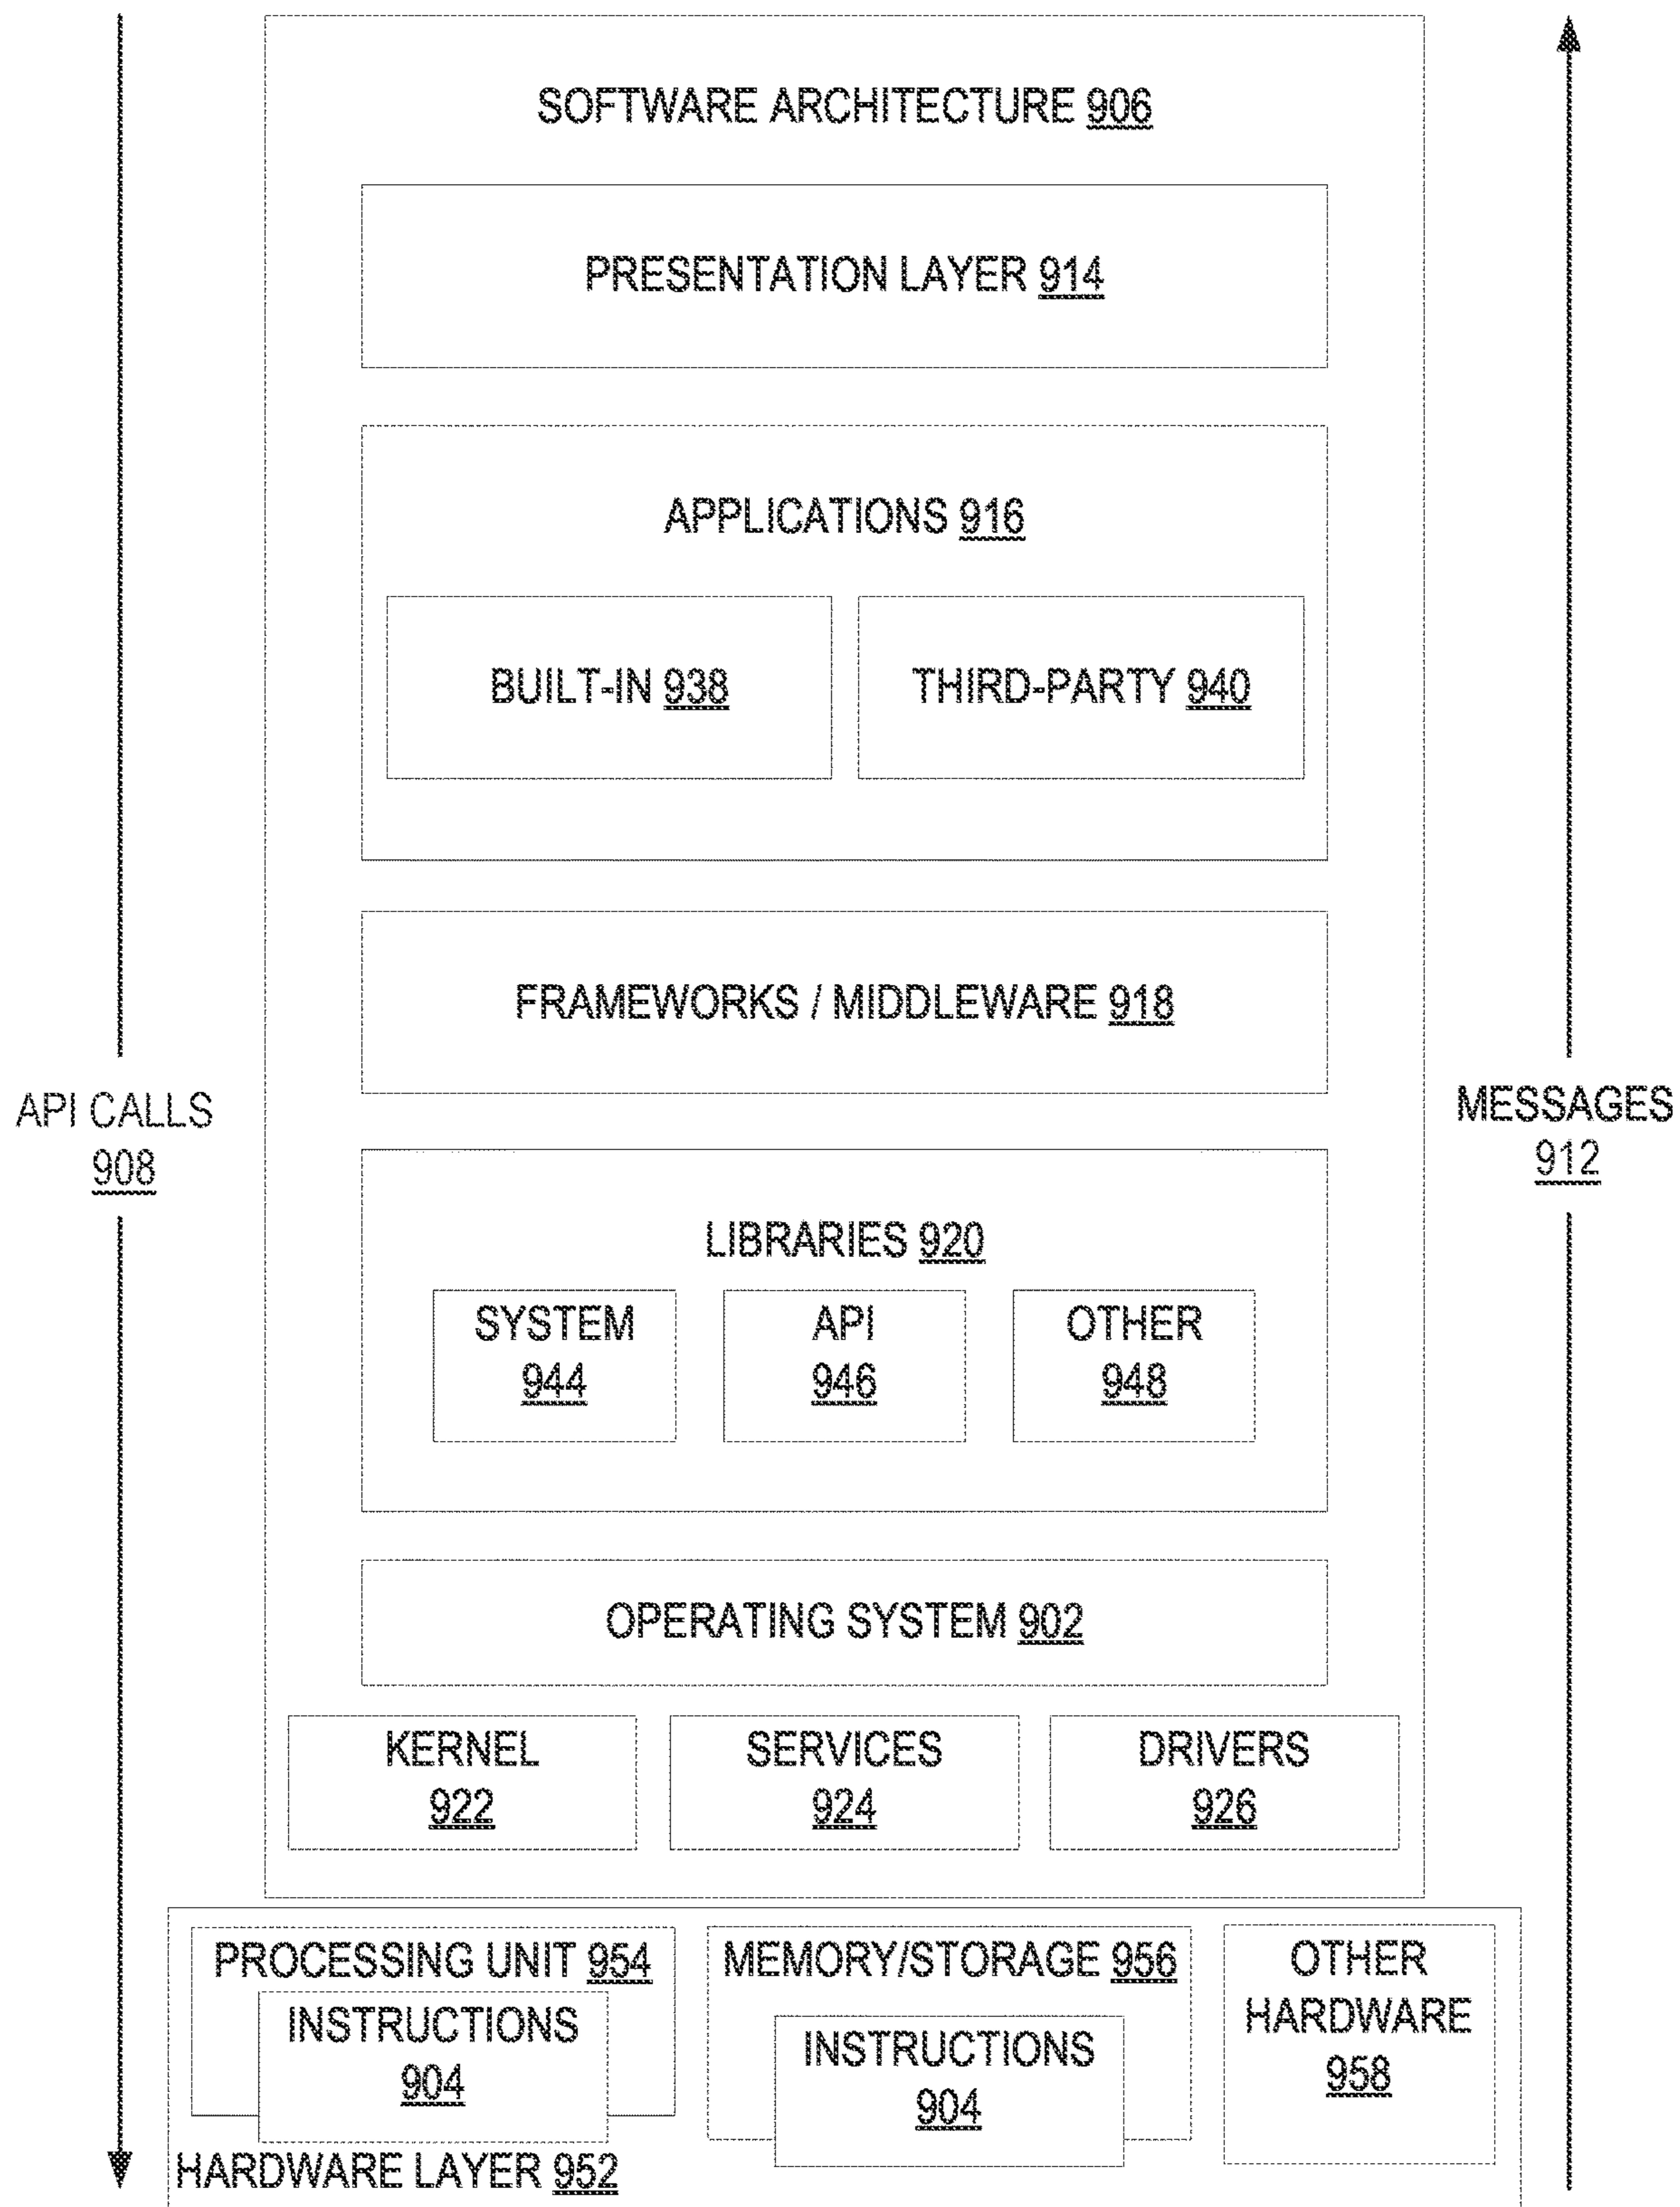 SOFTWARE ARCHITECTURE 906
PRESENTATION LAYER 914
APPLICATIONS 916
BUILT-IN 938
THIRD-PARTY 940
FRAMEWORKS / MIDDLEWARE 918
API CALLS
908
MESSAGES
912
LIBRARIES 920
SYSTEM
944
API
946
OTHER
948
OPERATING SYSTEM 902
KERNEL
922
SERVICES
924
DRIVERS
926
PROCESSING UNIT 954
INSTRUCTIONS
904
MEMORY/STORAGE 956
INSTRUCTIONS
904
OTHER
HARDWARE
958
HARDWARE LAYER 952